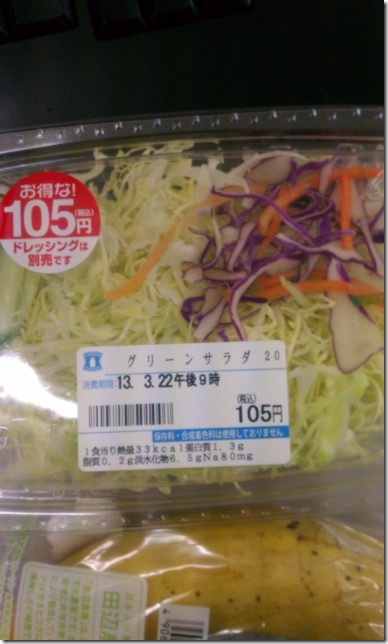 お得な!
105円(税込)
ドレッシングは
別売です
グリーンサラダ 20
消費期限 13. 3.22午後9時
(税込)
105円
保存料・合成着色料は使用しておりません
1食当り熱量33kcal蛋白質1.3g
脂質0.2g炭水化物6.5gNa80mg
田辺農